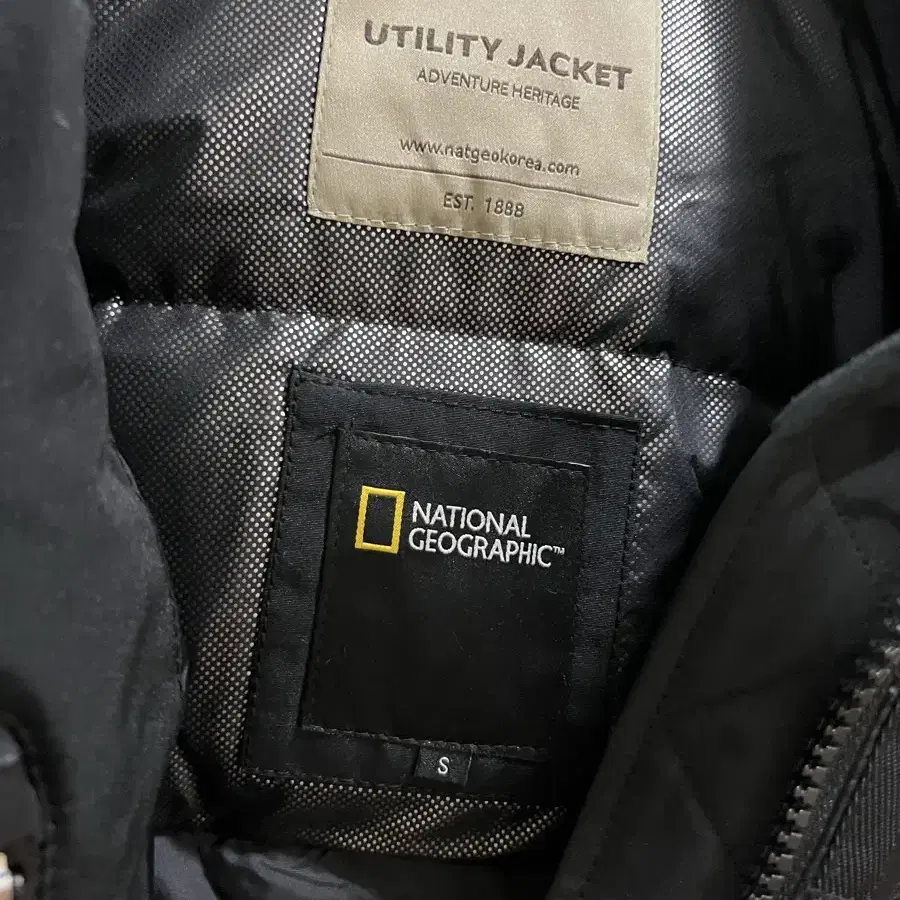 UTILITY JACKET
ADVENTURE HERITAGE
www.natgeokorea.com
EST. 1888
NATIONAL
GEOGRAPHIC™
S